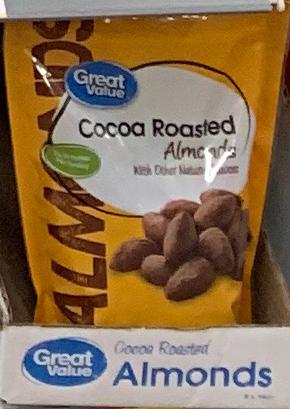 ALMONDS
Great
Value
Cocoa Roasted
Almonds
With Other Natural Flavors
Great
Value
Cocoa Roasted
Almonds